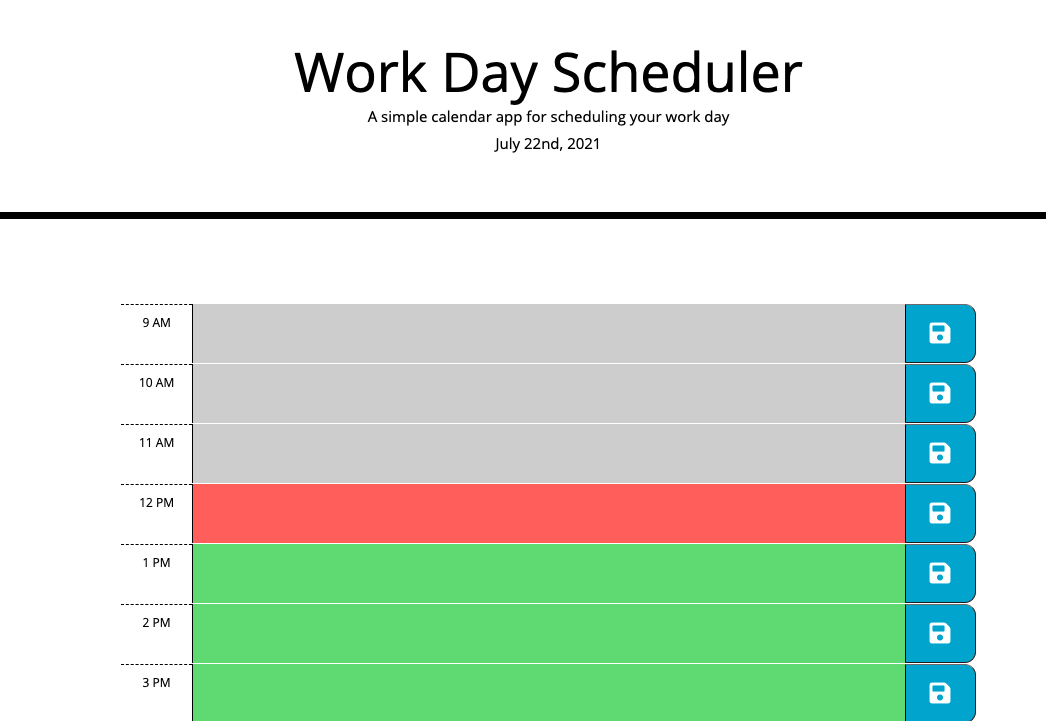 Work Day Scheduler
A simple calendar app for scheduling your work day
July 22nd, 2021
9 AM
10 AM
11 AM
12 PM
1 PM
2 PM
3 PM